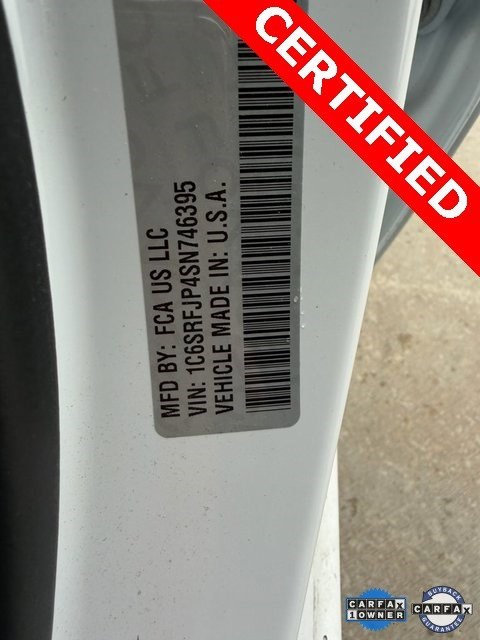 CERTIFIED
MFD BY: FCA US LLC
VIN: 1C6SRFJP4SN746395
VEHICLE MADE IN: U.S.A.
CARFAX
1 OWNER
BUYBACK
CARFAX
GUARANTEE